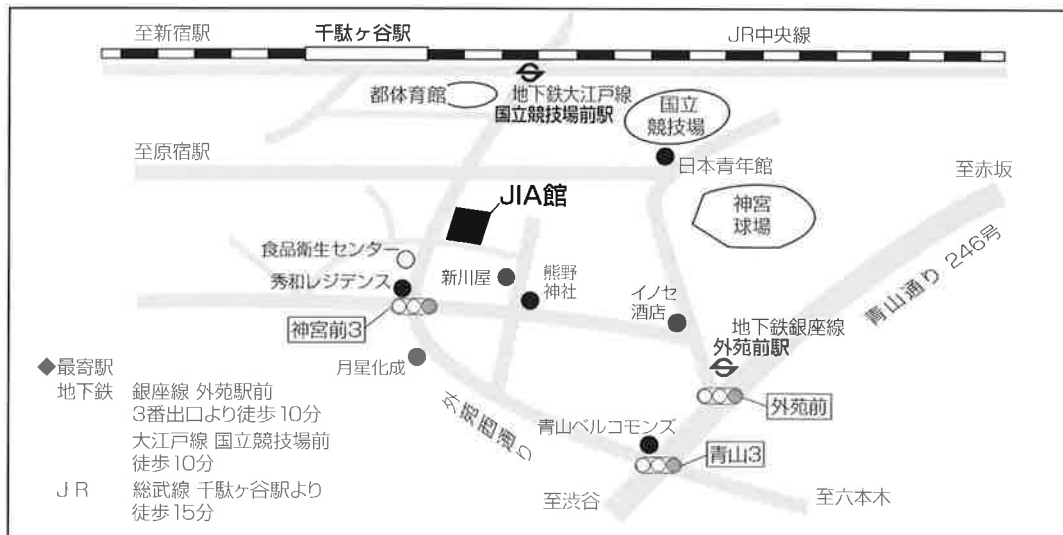 至新宿駅
千駄ヶ谷駅
JR中央線
都体育館
地下鉄大江戸線
国立競技場前駅
国立
競技場
至原宿駅
日本青年館
至赤坂
JIA館
神宮
球場
食品衛生センター
秀和レジデンス
新川屋
熊野
神社
イノセ
酒店
青山通り 246号
神宮前3
地下鉄銀座線
外苑前駅
月星化成
外苑西通り
外苑前
青山ベルコモンズ
青山3
至渋谷
至六本木
◆最寄駅
地下鉄 銀座線 外苑駅前
3番出口より徒歩10分
大江戸線 国立競技場前
徒歩10分
JR 総武線 千駄ヶ谷駅より
徒歩15分